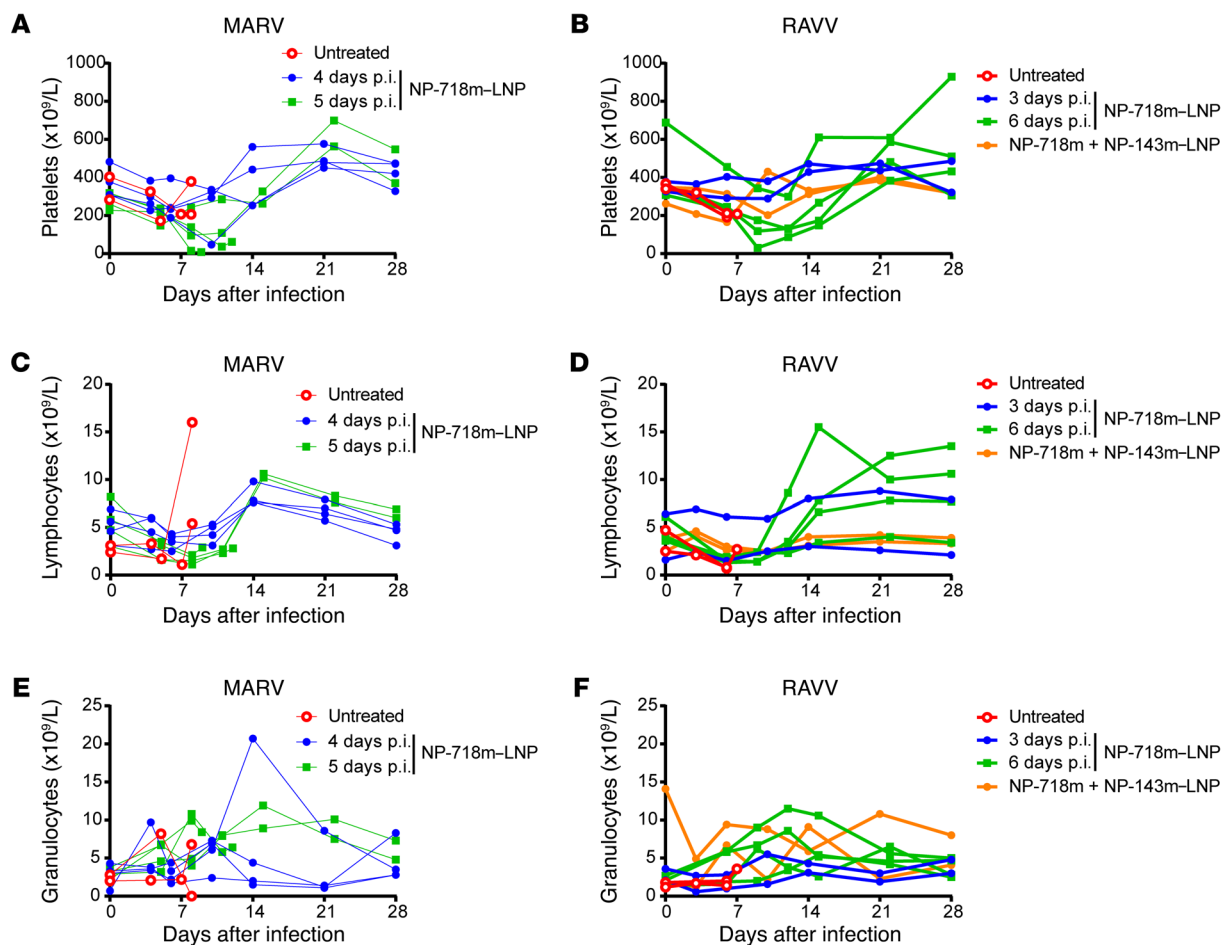 A
MARV
Platelets (x10⁹/L)
1000
800
600
400
200
0
0 7 14 21 28
Days after infection
Untreated
4 days p.i.
5 days p.i.
NP-718m–LNP
B
RAVV
Platelets (x10⁹/L)
1000
800
600
400
200
0
0 7 14 21 28
Days after infection
Untreated
3 days p.i.
6 days p.i.
NP-718m–LNP
NP-718m + NP-143m–LNP
C
MARV
Lymphocytes (x10⁹/L)
20
15
10
5
0
0 7 14 21 28
Days after infection
Untreated
4 days p.i.
5 days p.i.
NP-718m–LNP
D
RAVV
Lymphocytes (x10⁹/L)
20
15
10
5
0
0 7 14 21 28
Days after infection
Untreated
3 days p.i.
6 days p.i.
NP-718m–LNP
NP-718m + NP-143m–LNP
E
MARV
Granulocytes (x10⁹/L)
25
20
15
10
5
0
0 7 14 21 28
Days after infection
Untreated
4 days p.i.
5 days p.i.
NP-718m–LNP
F
RAVV
Granulocytes (x10⁹/L)
25
20
15
10
5
0
0 7 14 21 28
Days after infection
Untreated
3 days p.i.
6 days p.i.
NP-718m–LNP
NP-718m + NP-143m–LNP